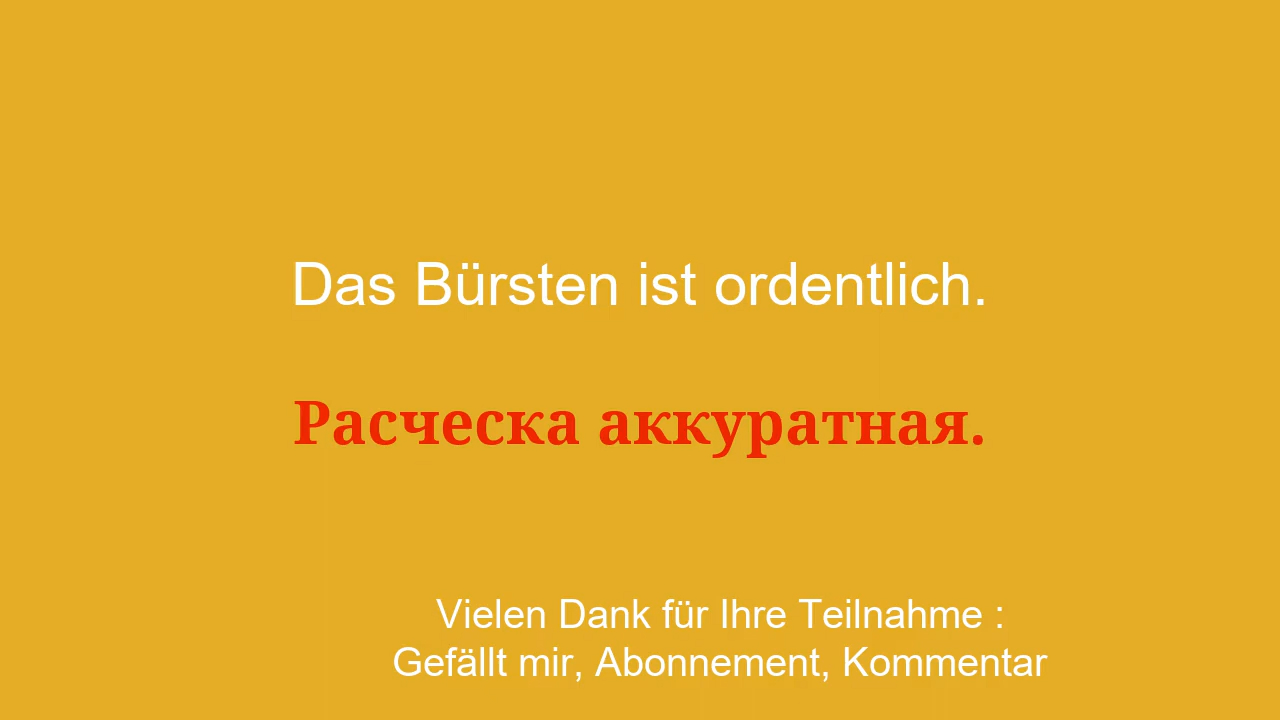 Das Bürsten ist ordentlich.
Расческа аккуратная.
Vielen Dank für Ihre Teilnahme :
Gefällt mir, Abonnement, Kommentar